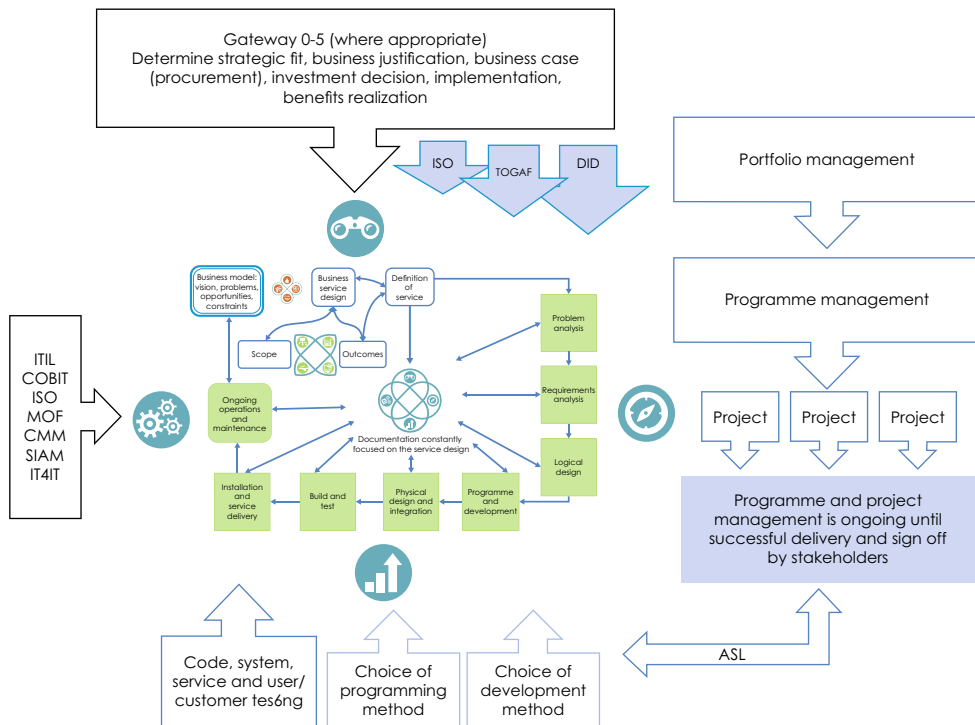 Gateway 0-5 (where appropriate)
Determine strategic fit, business justification, business case
(procurement), investment decision, implementation,
benefits realization
ISO
TOGAF
DID
Portfolio management
Business model:
vision, problems,
opportunities,
constraints
Business
service
design
Definition
of
service
Programme management
Problem
analysis
Scope
Outcomes
ITIL
COBIT
ISO
MOF
CMM
SIAM
IT4IT
Ongoing
operations
and
maintenance
Requirements
analysis
Project
Project
Project
Documentation constantly
focused on the service design
Logical
design
Installation
and
service
delivery
Build and
test
Physical
design and
integration
Programme
and
development
Programme and project
management is ongoing until
successful delivery and sign off
by stakeholders
Code, system,
service and user/
customer tes6ng
Choice of
programming
method
Choice of
development
method
ASL